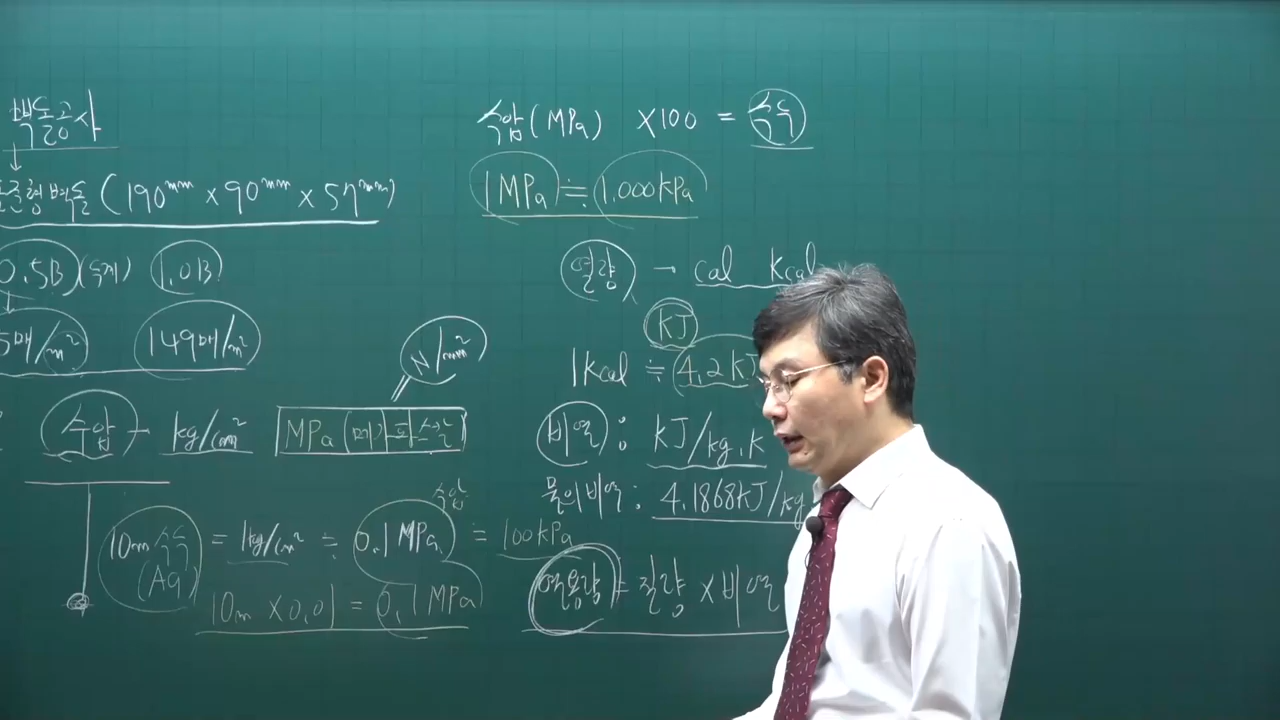 벽돌공사
표준형 벽돌 (190mm x 90mm x 57mm)
0.5B (두께) 1.0B
5매/m² 149매/m²
수압 - kg/cm²
N/mm²
MPa (메가파스칼)
수압
10m 수두 (Aq) = 1kg/cm² ≒ 0.1 MPa = 100kPa
10m x 0.01 = 0.1 MPa
수압 (MPa) x100 = 수두
1MPa ≒ 1,000kPa
열량 - cal Kcal
KJ
1Kcal ≒ 4.2KJ
비열 : KJ/kg.K
물의비열 : 4.1868KJ/kg
열용량 = 질량 x 비열